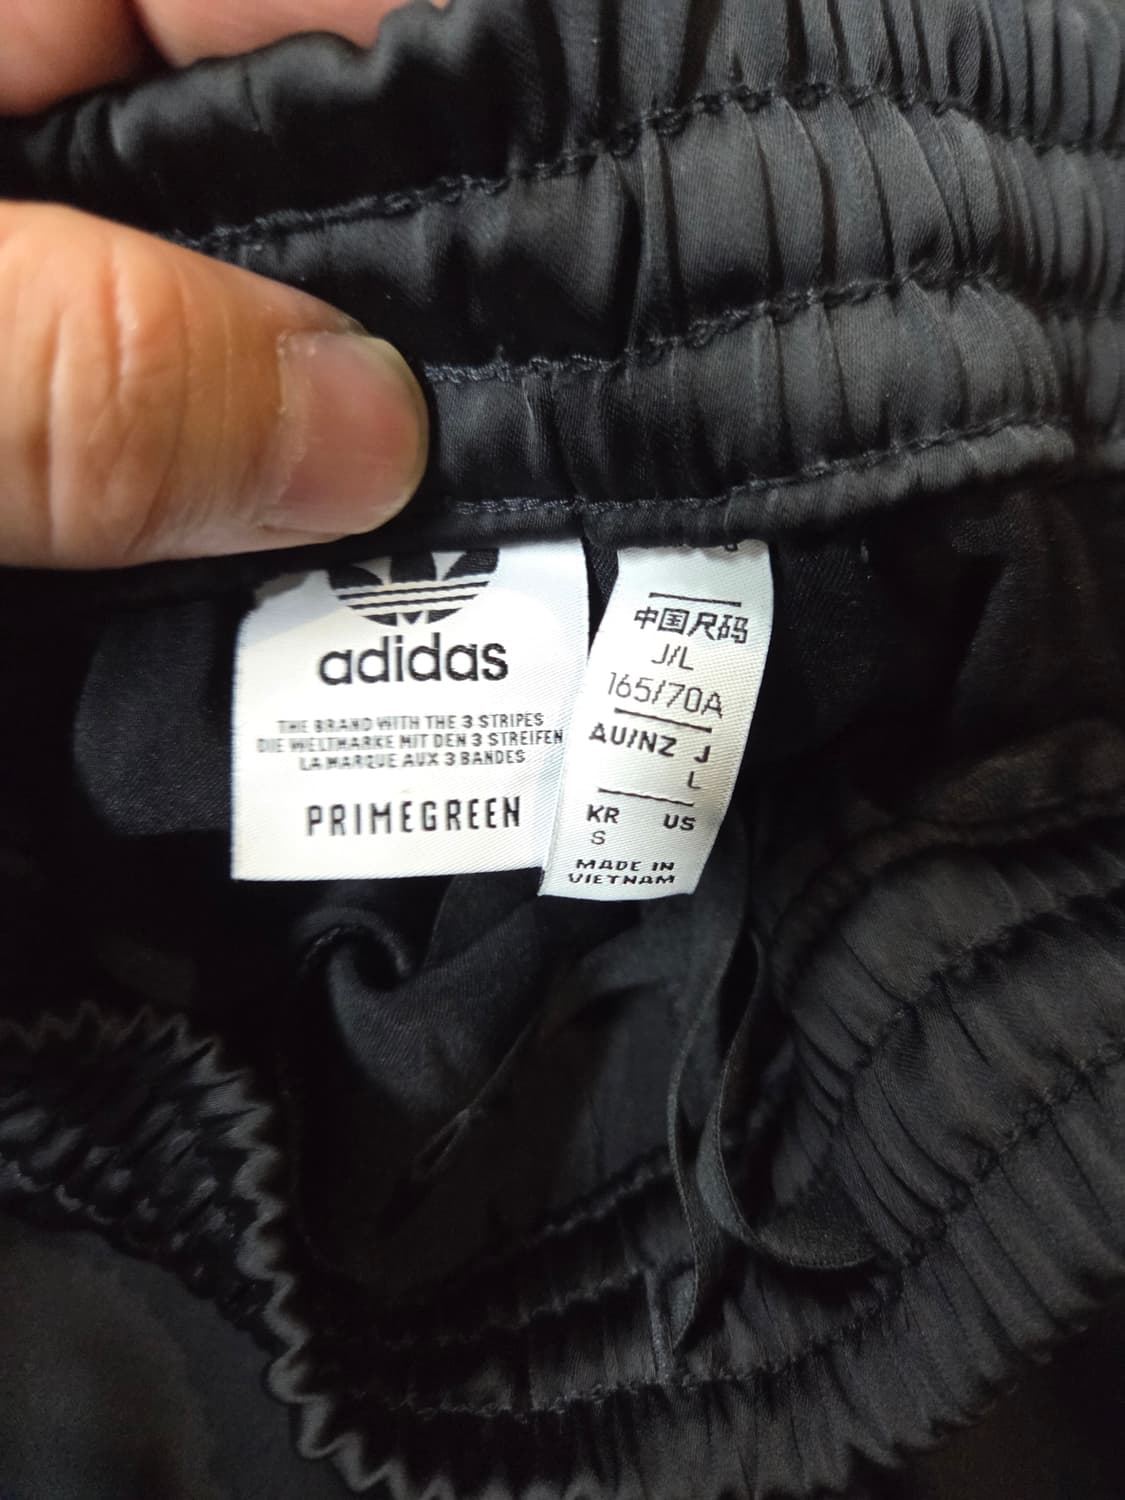 adidas
THE BRAND WITH THE 3 STRIPES
DIE WELTMARKE MIT DEN 3 STREIFEN
LA MARQUE AUX 3 BANDES
PRIMEGREEN
中国尺码
J/L
165/70A
AU/NZ J
L
KR US
S
MADE IN
VIETNAM